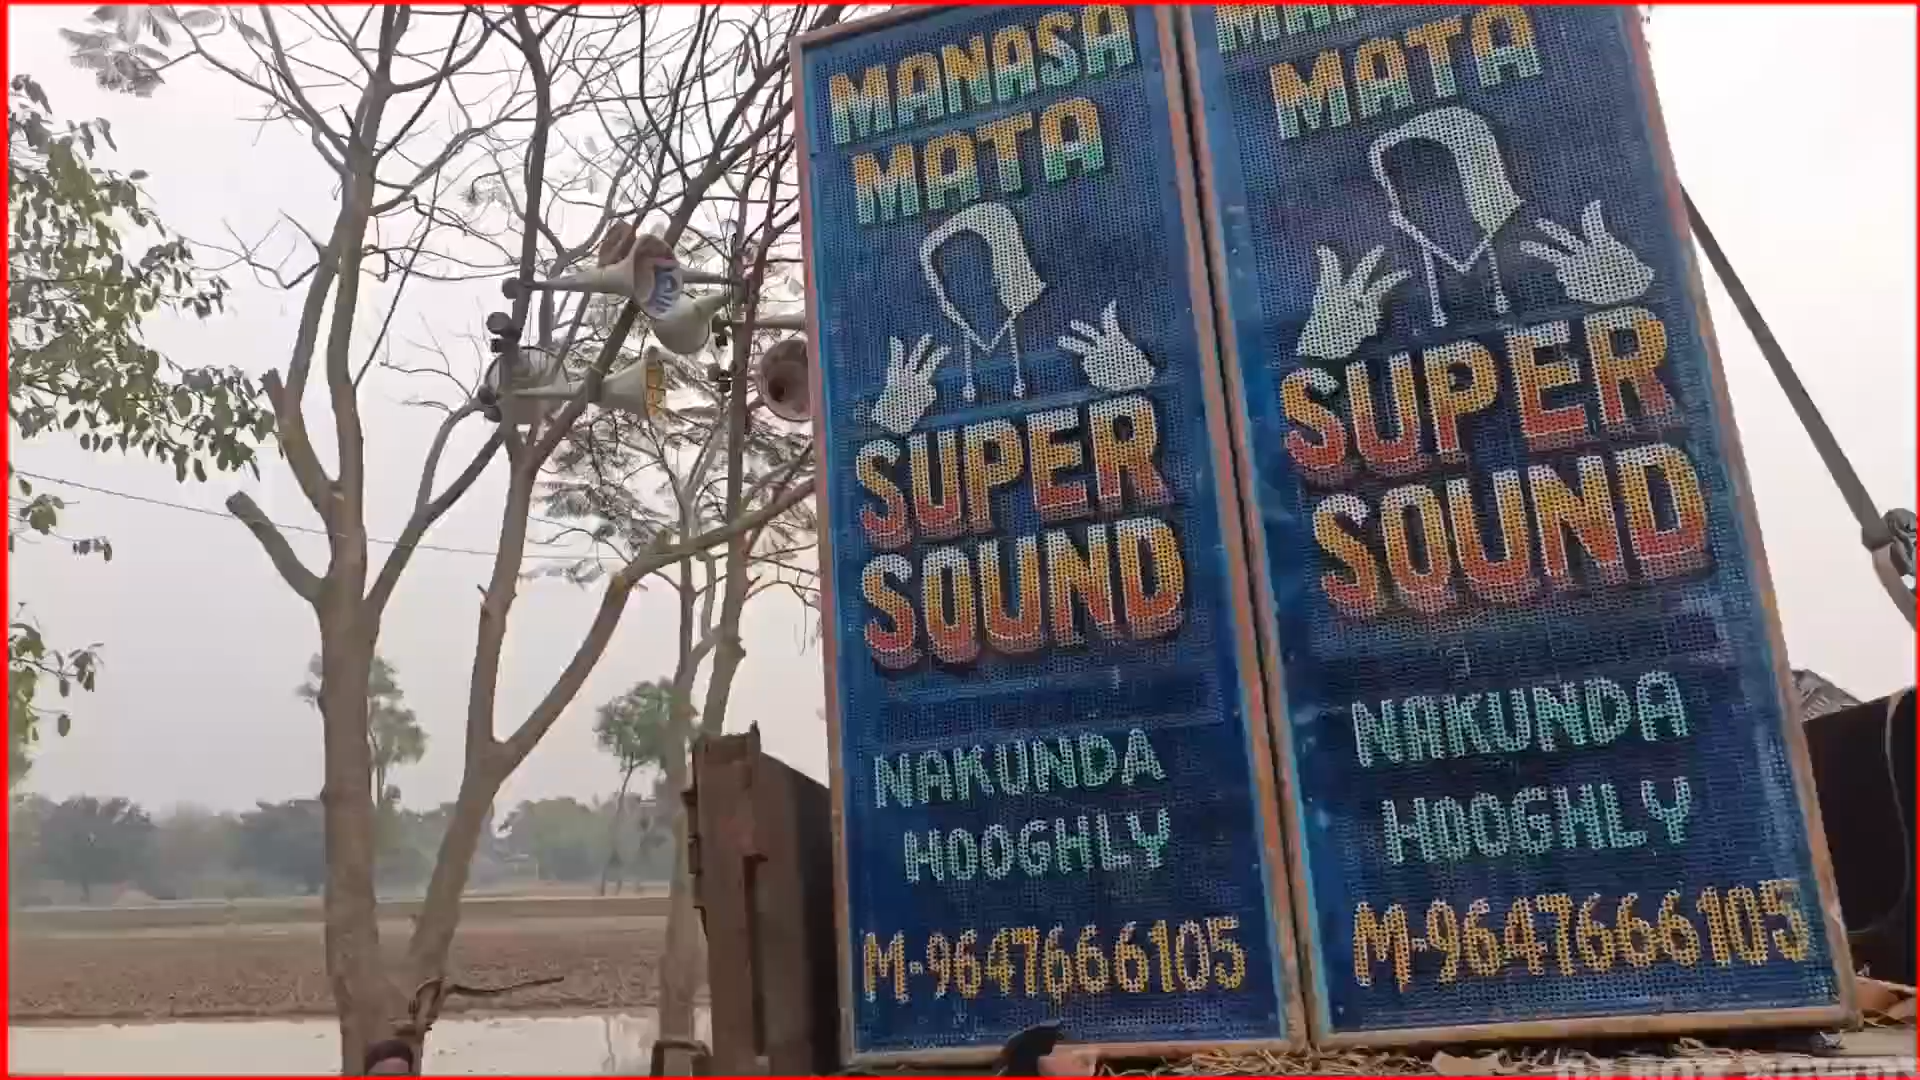 MANASA
MATA
SUPER
SOUND
NAKUNDA
HOOGHLY
M-9647666105
MATA
SUPER
SOUND
NAKUNDA
HOOGHLY
M-9647666105